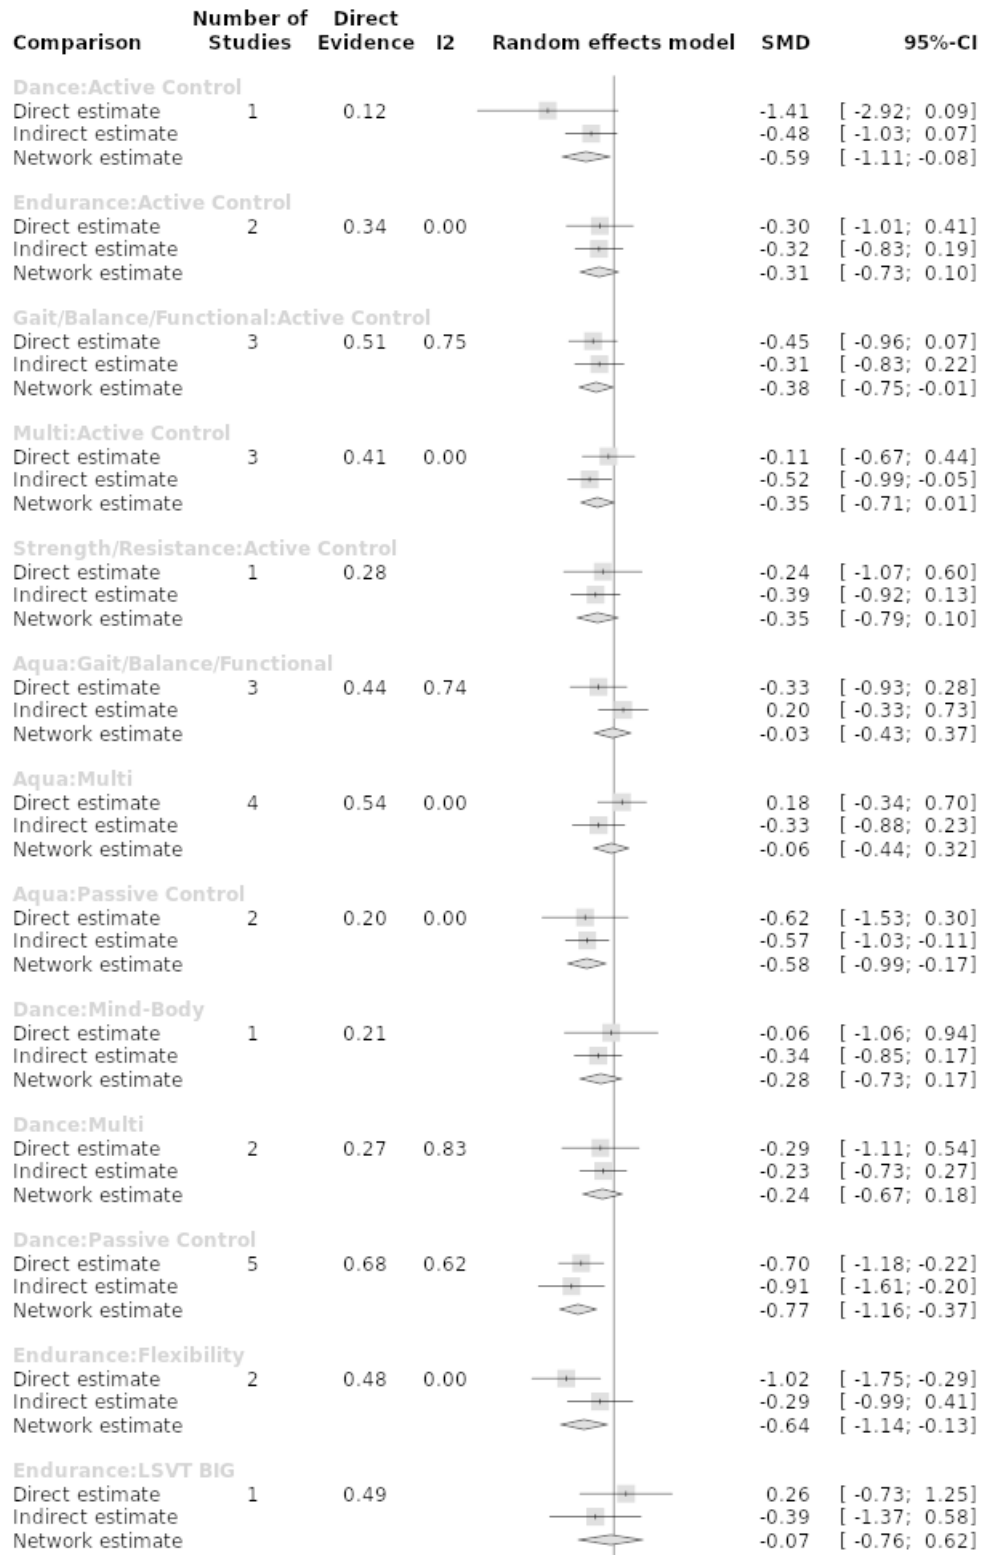 Number of Direct
Comparison Studies Evidence I2 Random effects model SMD 95%-CI
Dance:Active Control
Direct estimate 1 0.12 -1.41 [ -2.92; 0.09]
Indirect estimate -0.48 [ -1.03; 0.07]
Network estimate -0.59 [ -1.11; -0.08]
Endurance:Active Control
Direct estimate 2 0.34 0.00 -0.30 [ -1.01; 0.41]
Indirect estimate -0.32 [ -0.83; 0.19]
Network estimate -0.31 [ -0.73; 0.10]
Gait/Balance/Functional:Active Control
Direct estimate 3 0.51 0.75 -0.45 [ -0.96; 0.07]
Indirect estimate -0.31 [ -0.83; 0.22]
Network estimate -0.38 [ -0.75; -0.01]
Multi:Active Control
Direct estimate 3 0.41 0.00 -0.11 [ -0.67; 0.44]
Indirect estimate -0.52 [ -0.99; -0.05]
Network estimate -0.35 [ -0.71; 0.01]
Strength/Resistance:Active Control
Direct estimate 1 0.28 -0.24 [ -1.07; 0.60]
Indirect estimate -0.39 [ -0.92; 0.13]
Network estimate -0.35 [ -0.79; 0.10]
Aqua:Gait/Balance/Functional
Direct estimate 3 0.44 0.74 -0.33 [ -0.93; 0.28]
Indirect estimate 0.20 [ -0.33; 0.73]
Network estimate -0.03 [ -0.43; 0.37]
Aqua:Multi
Direct estimate 4 0.54 0.00 0.18 [ -0.34; 0.70]
Indirect estimate -0.33 [ -0.88; 0.23]
Network estimate -0.06 [ -0.44; 0.32]
Aqua:Passive Control
Direct estimate 2 0.20 0.00 -0.62 [ -1.53; 0.30]
Indirect estimate -0.57 [ -1.03; -0.11]
Network estimate -0.58 [ -0.99; -0.17]
Dance:Mind-Body
Direct estimate 1 0.21 -0.06 [ -1.06; 0.94]
Indirect estimate -0.34 [ -0.85; 0.17]
Network estimate -0.28 [ -0.73; 0.17]
Dance:Multi
Direct estimate 2 0.27 0.83 -0.29 [ -1.11; 0.54]
Indirect estimate -0.23 [ -0.73; 0.27]
Network estimate -0.24 [ -0.67; 0.18]
Dance:Passive Control
Direct estimate 5 0.68 0.62 -0.70 [ -1.18; -0.22]
Indirect estimate -0.91 [ -1.61; -0.20]
Network estimate -0.77 [ -1.16; -0.37]
Endurance:Flexibility
Direct estimate 2 0.48 0.00 -1.02 [ -1.75; -0.29]
Indirect estimate -0.29 [ -0.99; 0.41]
Network estimate -0.64 [ -1.14; -0.13]
Endurance:LSVT BIG
Direct estimate 1 0.49 0.26 [ -0.73; 1.25]
Indirect estimate -0.39 [ -1.37; 0.58]
Network estimate -0.07 [ -0.76; 0.62]